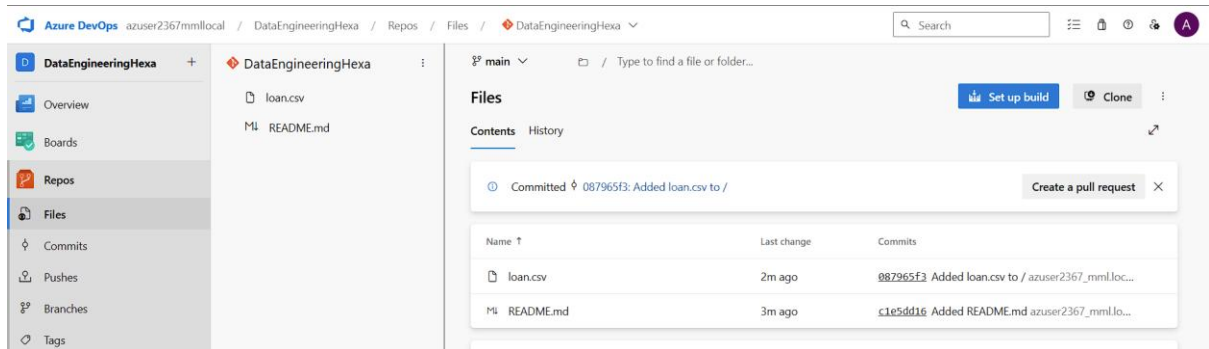 Azure DevOps azuser2367mmllocal / DataEngineeringHexa / Repos / Files / DataEngineeringHexa
Search
A
D DataEngineeringHexa +
Overview
Boards
Repos
Files
Commits
Pushes
Branches
Tags
DataEngineeringHexa
loan.csv
M↓ README.md
main / Type to find a file or folder...
Files
Set up build
Clone
Contents History
Committed 087965f3: Added loan.csv to /
Create a pull request
Name ↑ Last change Commits
loan.csv 2m ago 087965f3 Added loan.csv to / azuser2367_mml.loc...
M↓ README.md 3m ago c1e5dd16 Added README.md azuser2367_mml.lo...